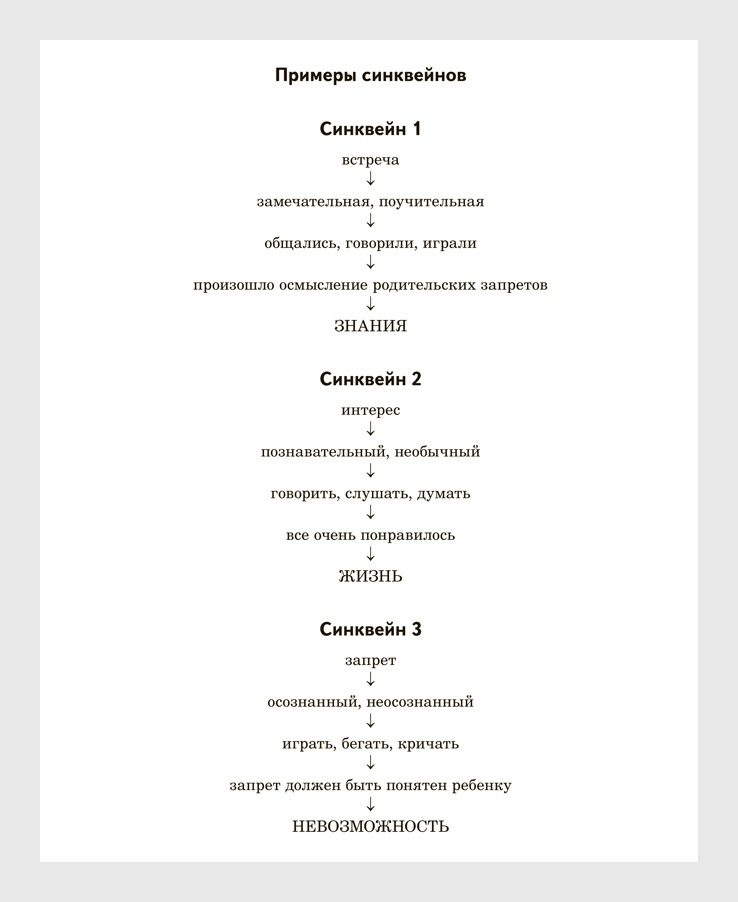 Примеры синквейнов
Синквейн 1
встреча
↓
замечательная, поучительная
↓
общались, говорили, играли
↓
произошло осмысление родительских запретов
↓
ЗНАНИЯ
Синквейн 2
интерес
↓
познавательный, необычный
↓
говорить, слушать, думать
↓
все очень понравилось
↓
ЖИЗНЬ
Синквейн 3
запрет
↓
осознанный, неосознанный
↓
играть, бегать, кричать
↓
запрет должен быть понятен ребенку
↓
НЕВОЗМОЖНОСТЬ